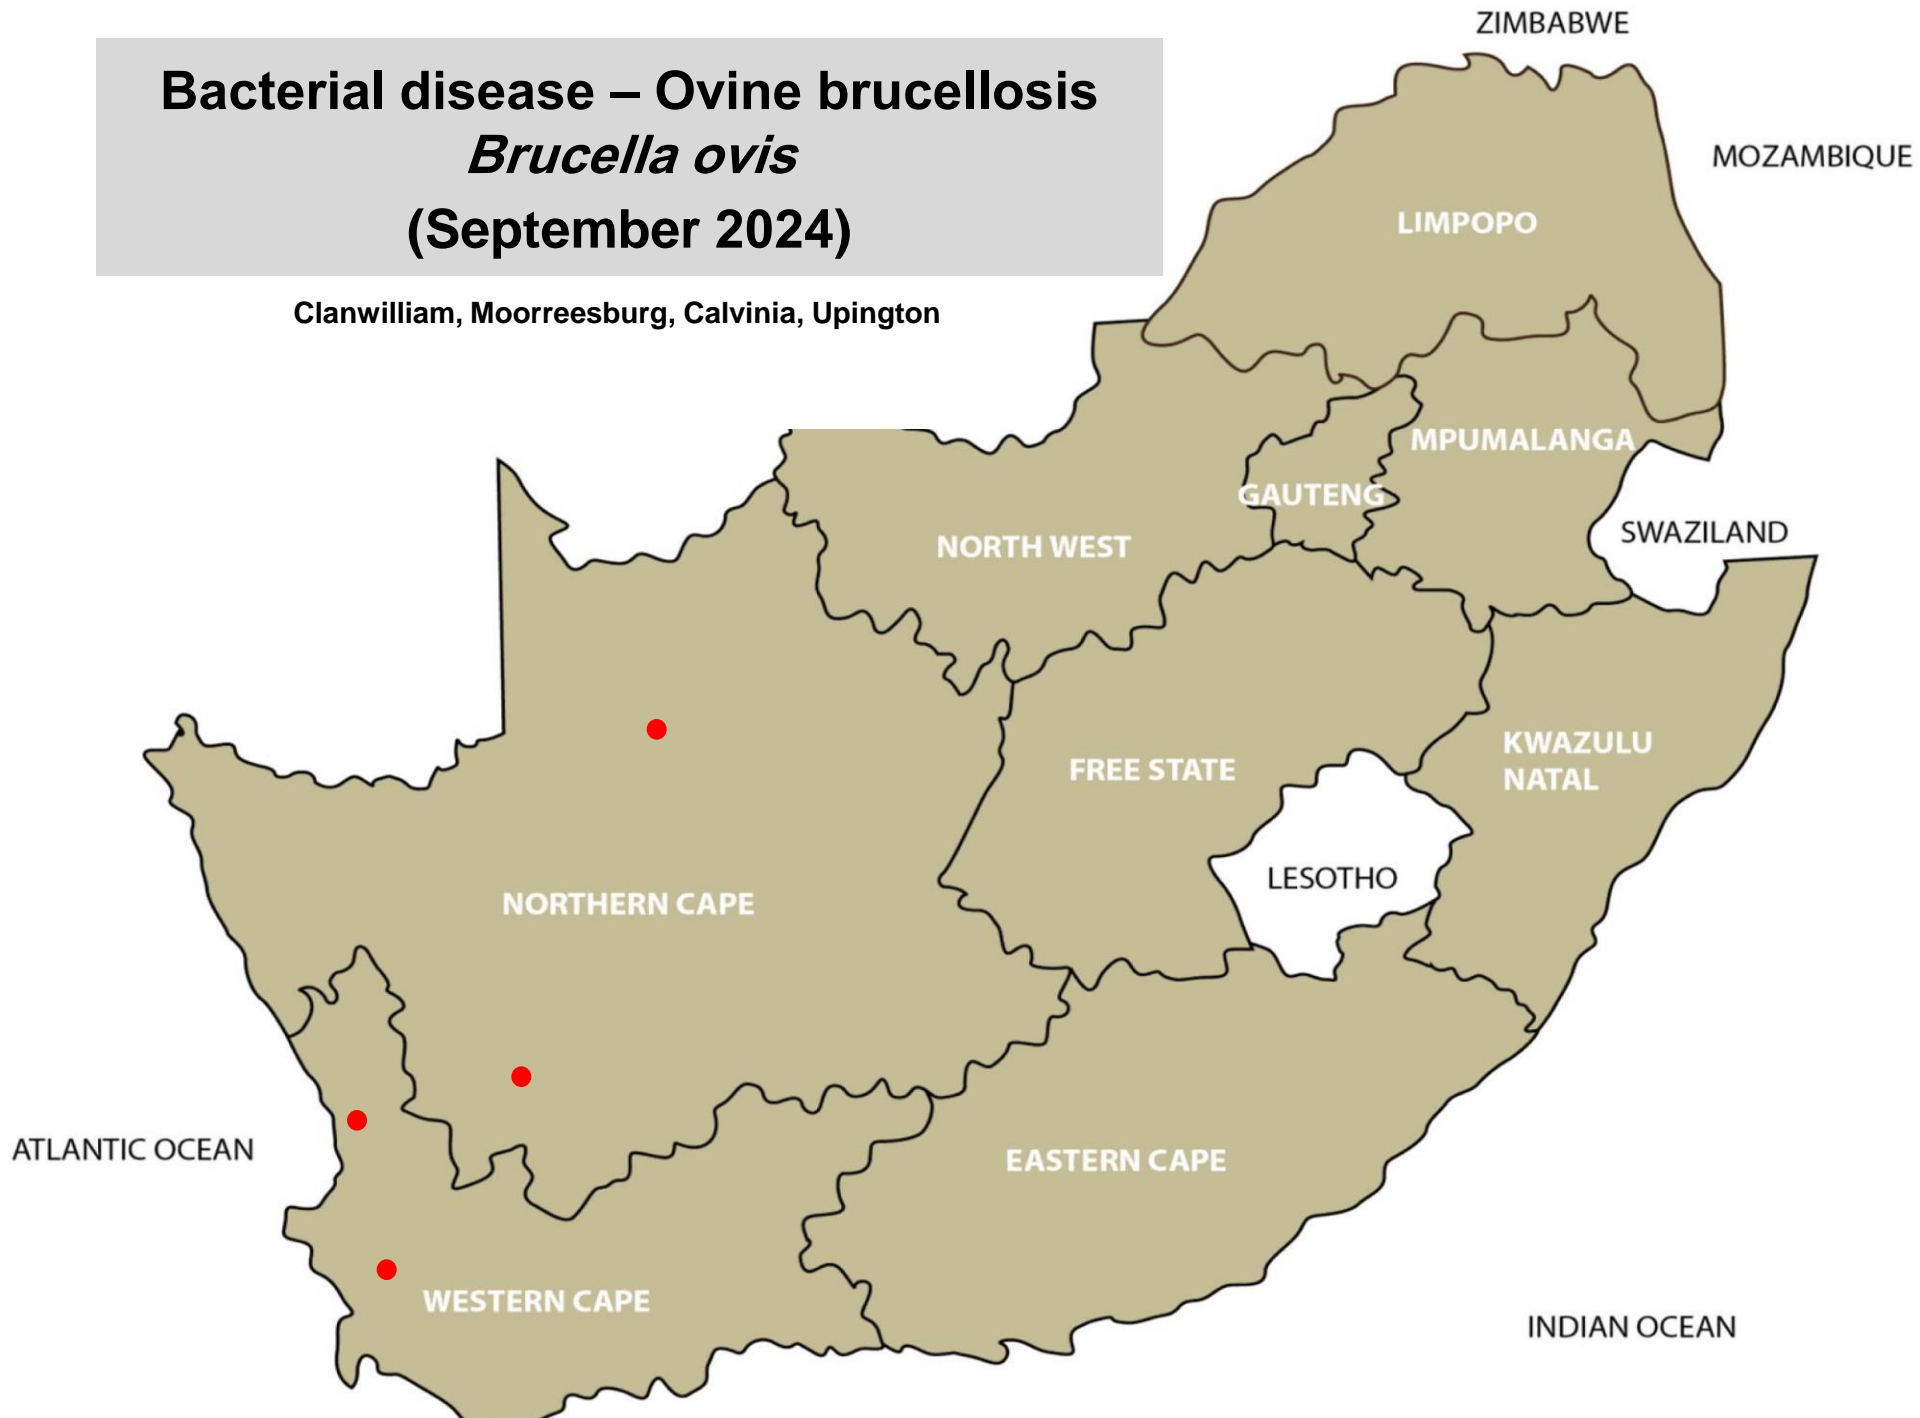 Bacterial disease – Ovine brucellosis
Brucella ovis
(September 2024)
Clanwilliam, Moorreesburg, Calvinia, Upington
ZIMBABWE
MOZAMBIQUE
LIMPOPO
MPUMALANGA
GAUTENG
SWAZILAND
NORTH WEST
KWAZULU
NATAL
FREE STATE
LESOTHO
NORTHERN CAPE
ATLANTIC OCEAN
EASTERN CAPE
WESTERN CAPE
INDIAN OCEAN